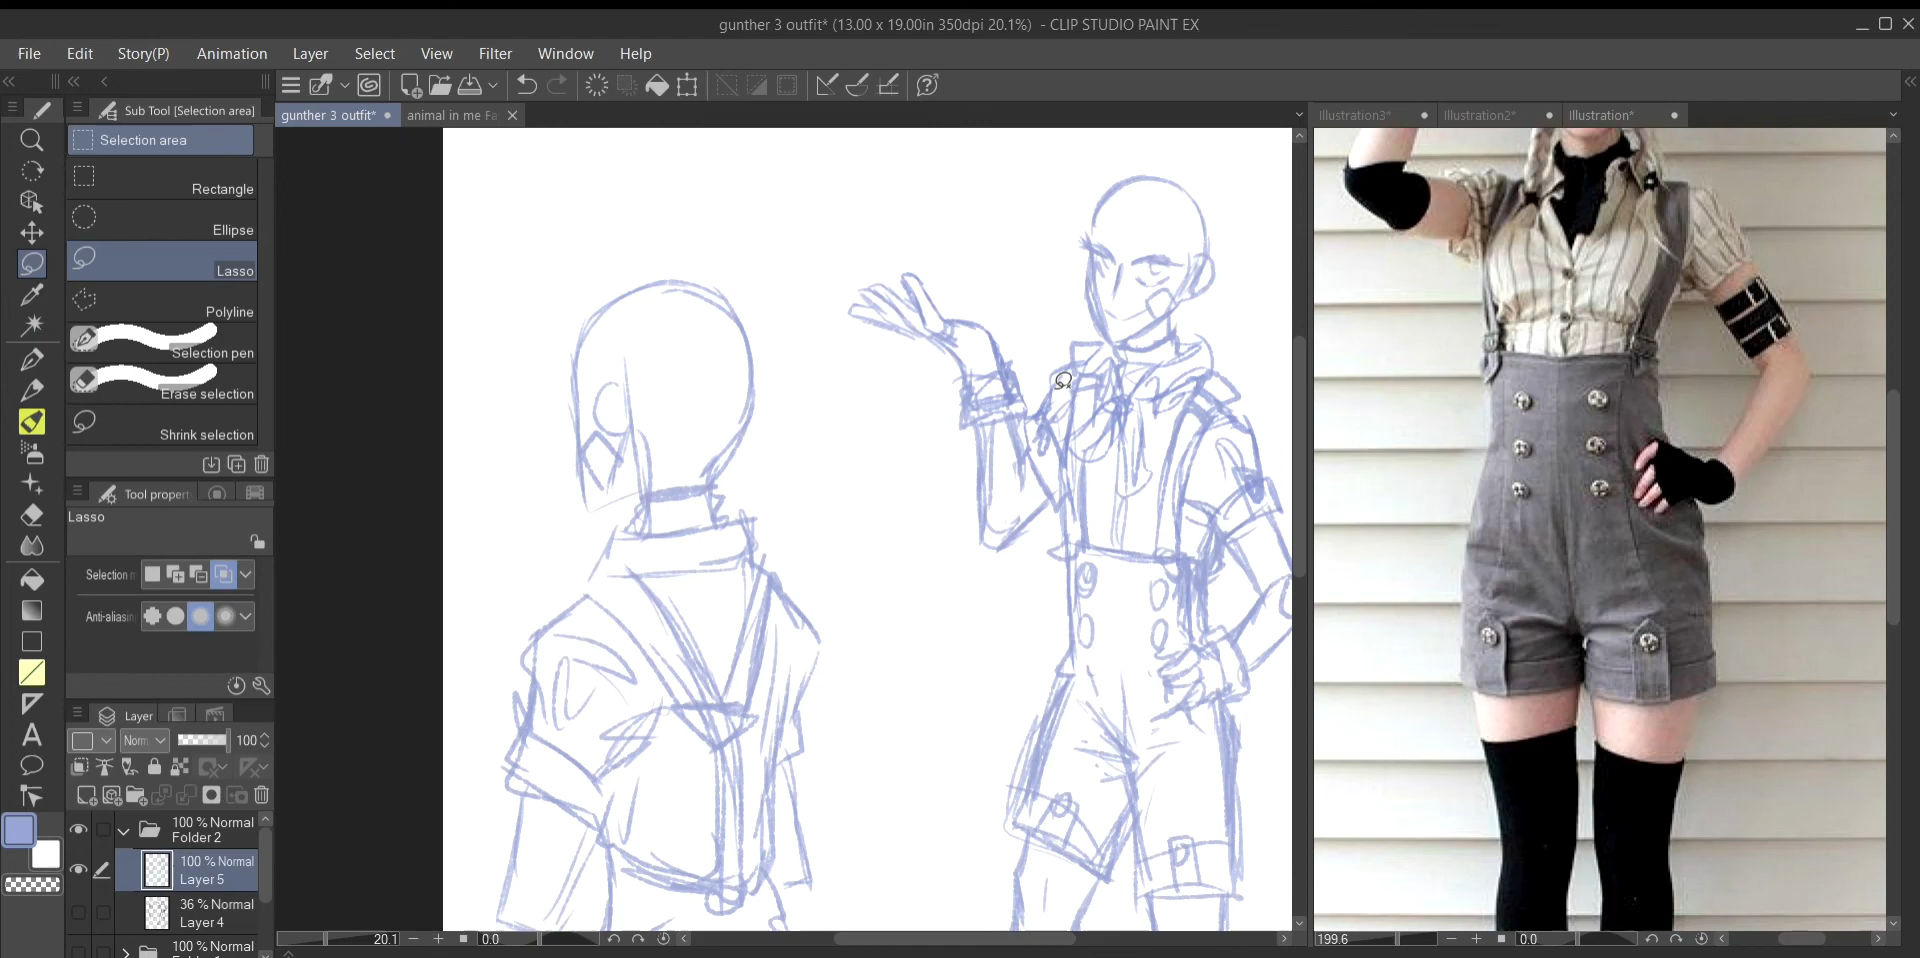 gunther 3 outfit* (13.00 x 19.00in 350dpi 20.1%) - CLIP STUDIO PAINT EX
File Edit Story(P) Animation Layer Select View Filter Window Help
Sub Tool [Selection area]
gunther 3 outfit*
animal in me Fa
Illustration3*
Illustration2*
Illustration*
Selection area
Rectangle
Ellipse
Lasso
Polyline
Selection pen
Erase selection
Shrink selection
Tool propert
Lasso
Selection m
Anti-aliasin
Layer
Norm
100
100 % Normal
Folder 2
100 % Normal
Layer 5
36 % Normal
Layer 4
100 % Normal
20.1
0.0
199.6
0.0